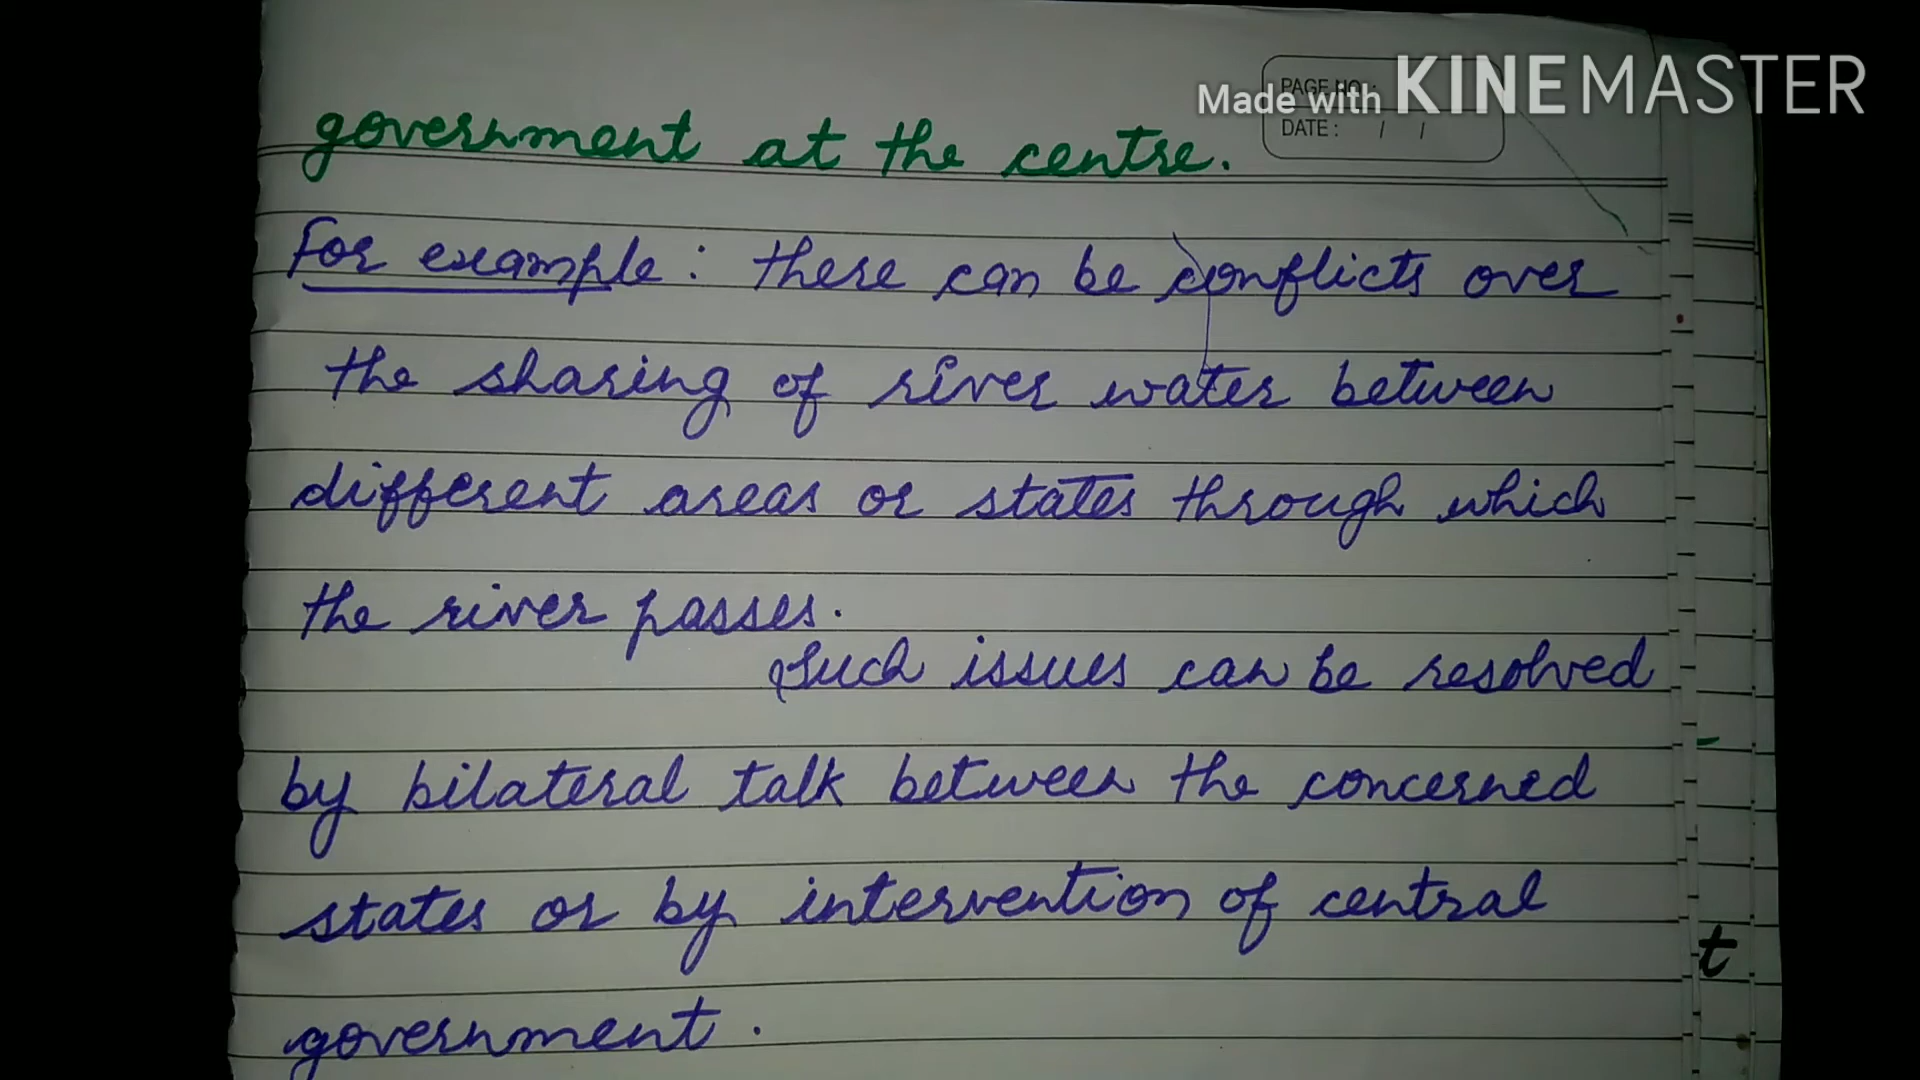 Made with KINEMASTER
PAGE NO.:
DATE: / /
government at the centre.
For example: there can be conflicts over
the sharing of river water between
different areas or states through which
the river passes.
Such issues can be resolved
by bilateral talk between the concerned
states or by intervention of central
government.
t